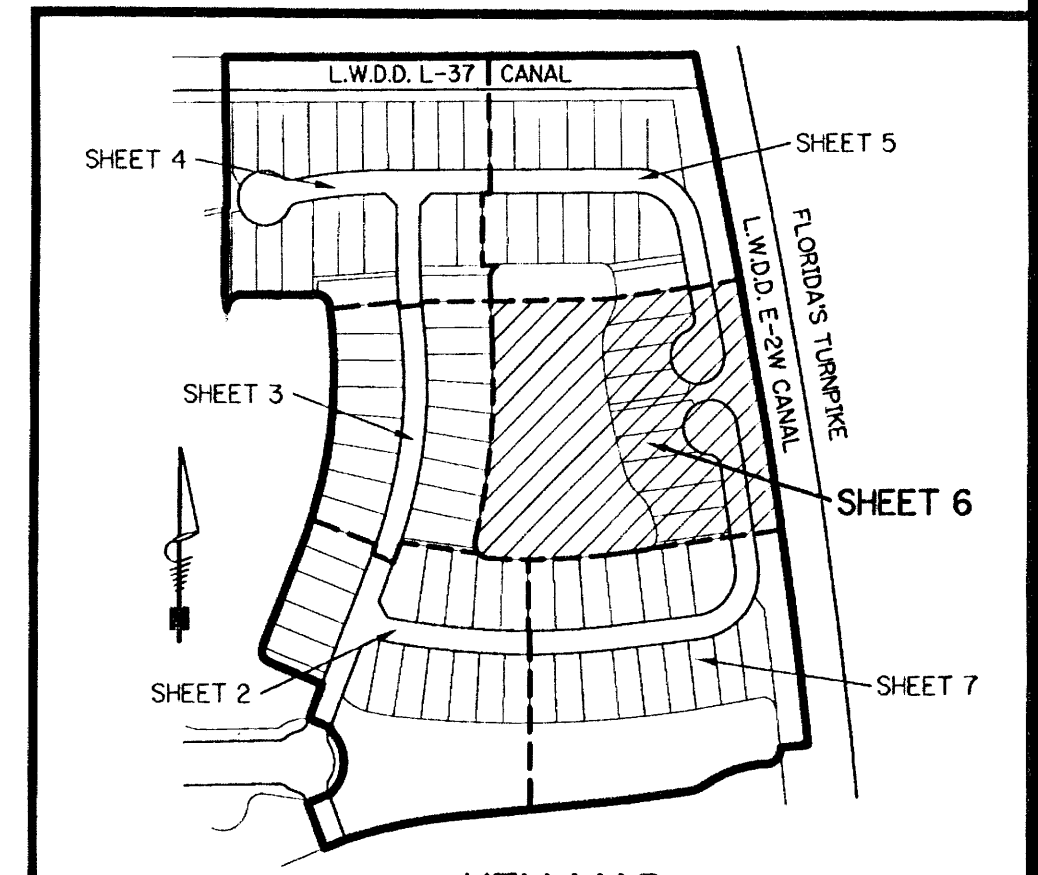 L.W.D.D. L-37 CANAL
SHEET 4
SHEET 5
FLORIDA'S TURNPIKE
L.W.D.D. E-2W CANAL
SHEET 3
SHEET 6
SHEET 2
SHEET 7